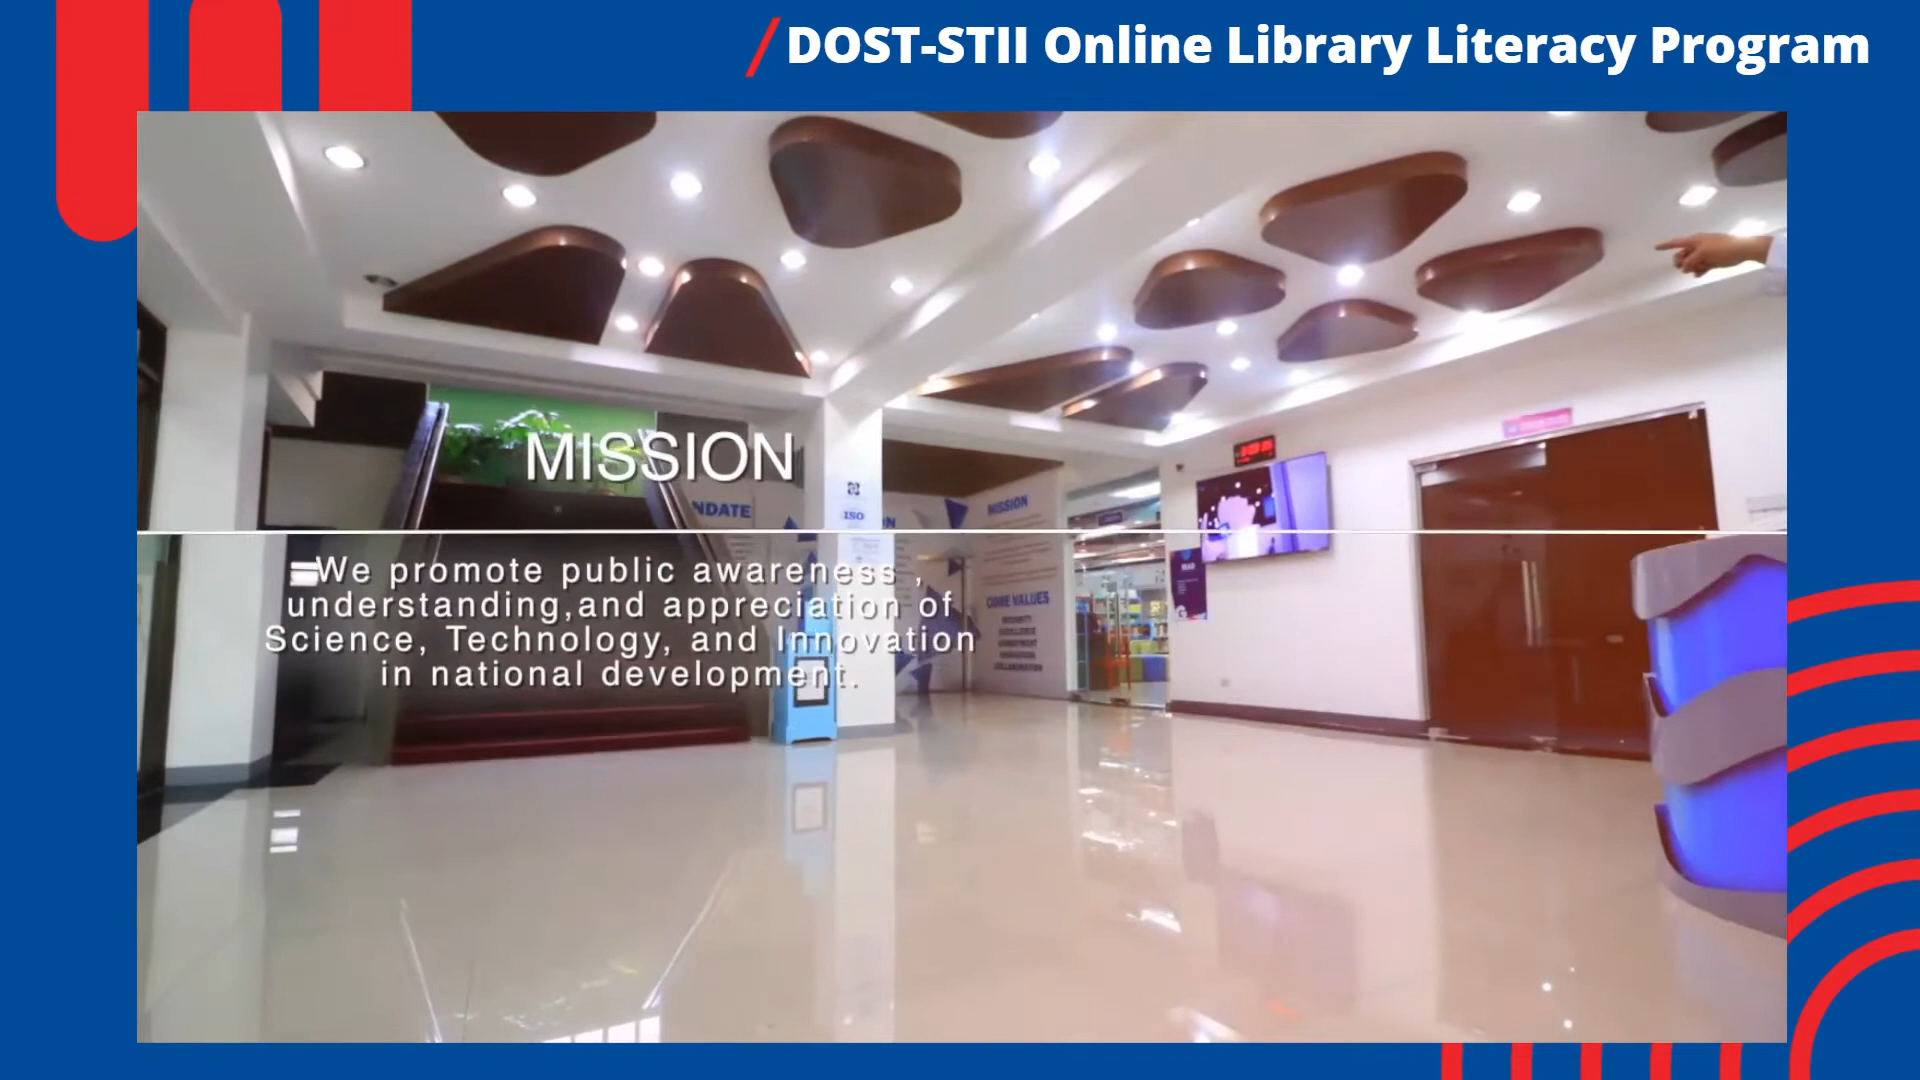 DOST-STII Online Library Literacy Program
MISSION
We promote public awareness ,
understanding,and appreciation of
Science, Technology, and Innovation
in national development.
NDATE
ISO
ON
MISSION
CORE VALUES